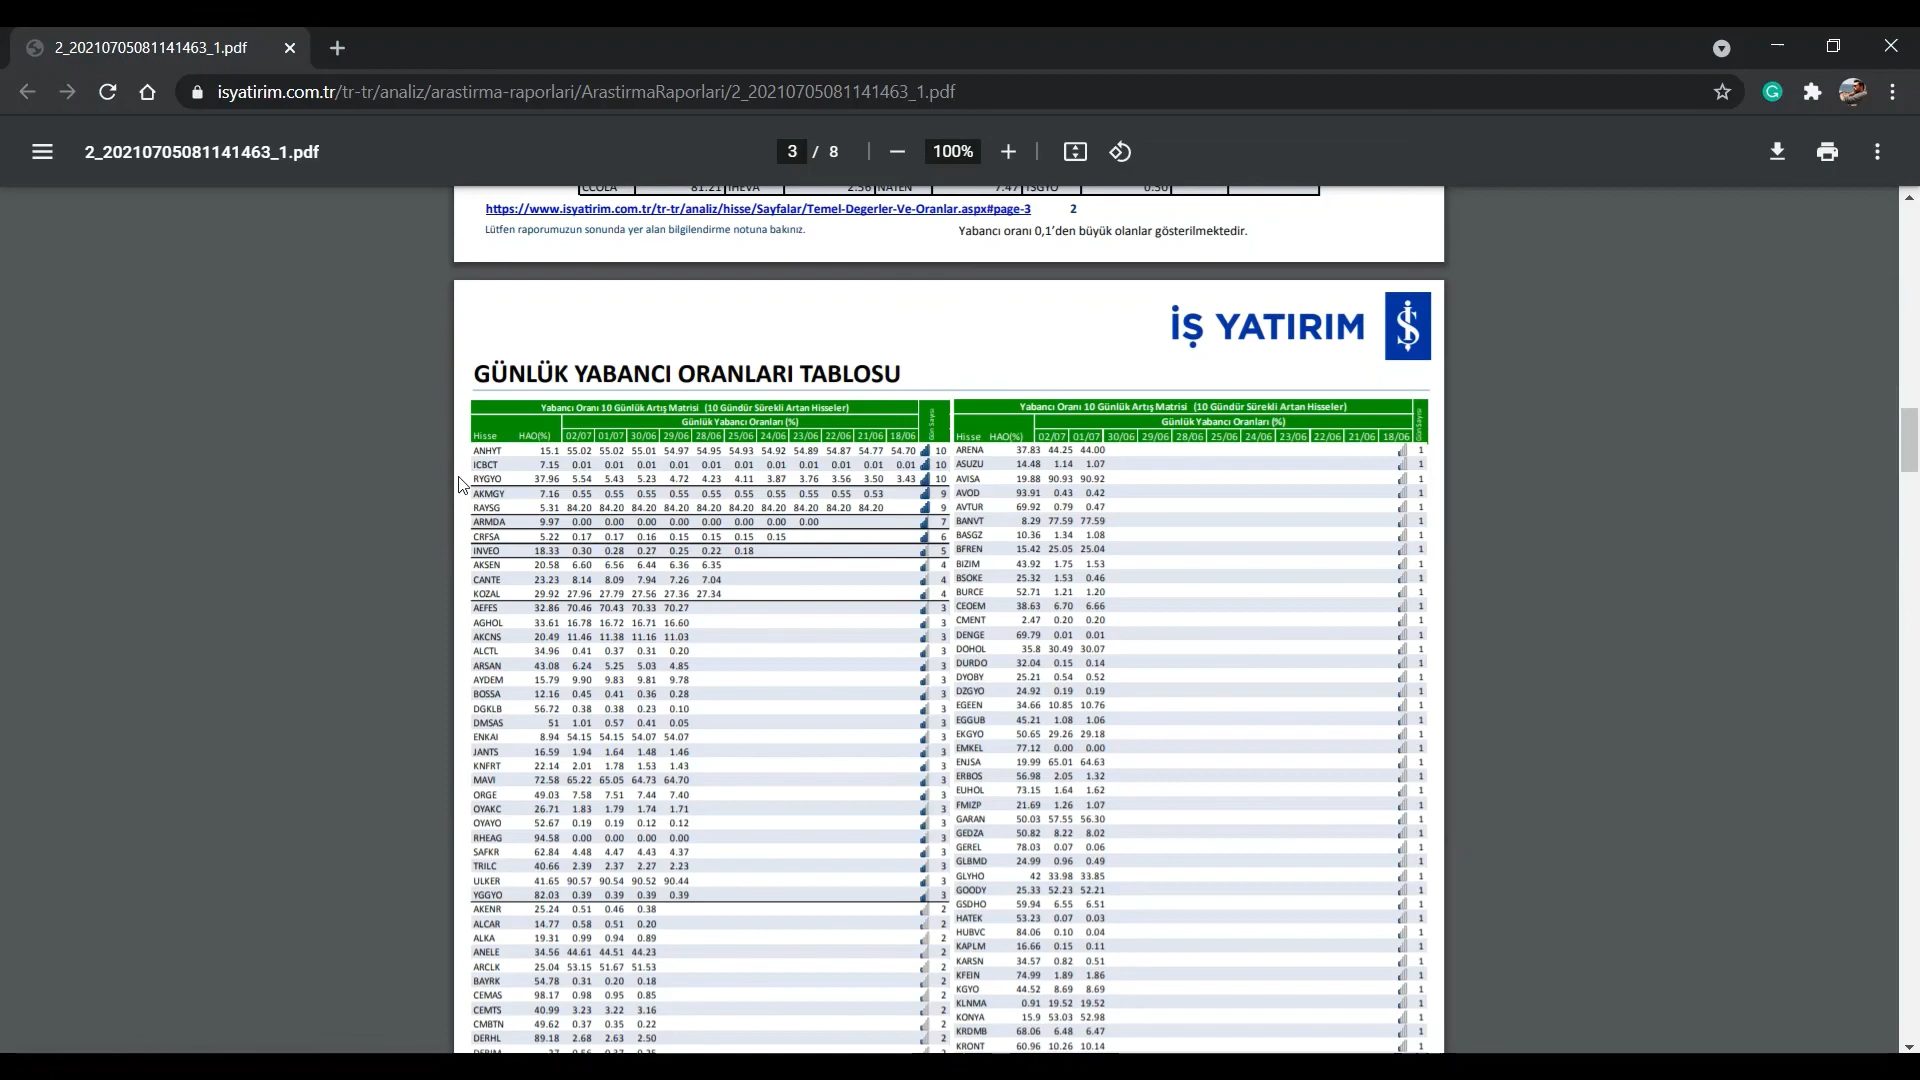 2_20210705081141463_1.pdf
isyatirim.com.tr/tr-tr/analiz/arastirma-raporlari/ArastirmaRaporlari/2_20210705081141463_1.pdf
2_20210705081141463_1.pdf
3 / 8
100%
CCOLA 81.21 IHEVA 2.56 NATEN 7.47 ISGYO 0.50
https://www.isyatirim.com.tr/tr-tr/analiz/hisse/Sayfalar/Temel-Degerler-Ve-Oranlar.aspx#page-3 2
Lütfen raporumuzun sonunda yer alan bilgilendirme notuna bakınız.
Yabancı oranı 0,1'den büyük olanlar gösterilmektedir.
İŞ YATIRIM
GÜNLÜK YABANCI ORANLARI TABLOSU
Yabancı Oranı 10 Günlük Artış Matrisi (10 Gündür Sürekli Artan Hisseler)
Günlük Yabancı Oranları (%)
Gün Sayısı
Hisse HAO(%) 02/07 01/07 30/06 29/06 28/06 25/06 24/06 23/06 22/06 21/06 18/06
ANHYT 15.1 55.02 55.02 55.01 54.97 54.95 54.93 54.92 54.89 54.87 54.77 54.70 10
ICBCT 7.15 0.01 0.01 0.01 0.01 0.01 0.01 0.01 0.01 0.01 0.01 0.01 10
RYGYO 37.96 5.54 5.43 5.23 4.72 4.23 4.11 3.87 3.76 3.56 3.50 3.43 10
AKMGY 7.16 0.55 0.55 0.55 0.55 0.55 0.55 0.55 0.55 0.55 0.53 9
RAYSG 5.31 84.20 84.20 84.20 84.20 84.20 84.20 84.20 84.20 84.20 84.20 9
ARMDA 9.97 0.00 0.00 0.00 0.00 0.00 0.00 0.00 0.00 7
CRFSA 5.22 0.17 0.17 0.16 0.15 0.15 0.15 0.15 6
INVEO 18.33 0.30 0.28 0.27 0.25 0.22 0.18 5
AKSEN 20.58 6.60 6.56 6.44 6.36 6.35 4
CANTE 23.23 8.14 8.09 7.94 7.26 7.04 4
KOZAL 29.92 27.96 27.79 27.56 27.36 27.34 4
AEFES 32.86 70.46 70.43 70.33 70.27 3
AGHOL 33.61 16.78 16.72 16.71 16.60 3
AKCNS 20.49 11.46 11.38 11.16 11.03 3
ALCTL 34.96 0.41 0.37 0.31 0.20 3
ARSAN 43.08 6.24 5.25 5.03 4.85 3
AYDEM 15.79 9.90 9.83 9.81 9.78 3
BOSSA 12.16 0.45 0.41 0.36 0.28 3
DGKLB 56.72 0.38 0.38 0.23 0.10 3
DMSAS 51 1.01 0.57 0.41 0.05 3
ENKAI 8.94 54.15 54.15 54.07 54.07 3
JANTS 16.59 1.94 1.64 1.48 1.46 3
KNFRT 22.14 2.01 1.78 1.53 1.43 3
MAVI 72.58 65.22 65.05 64.73 64.70 3
ORGE 49.03 7.58 7.51 7.44 7.40 3
OYAKC 26.71 1.83 1.79 1.74 1.71 3
OYAYO 52.67 0.19 0.19 0.12 0.12 3
RHEAG 94.58 0.00 0.00 0.00 0.00 3
SAFKR 62.84 4.48 4.47 4.43 4.37 3
TRILC 40.66 2.39 2.37 2.27 2.23 3
ULKER 41.65 90.57 90.54 90.52 90.44 3
YGGYO 82.03 0.39 0.39 0.39 0.39 3
AKENR 25.24 0.51 0.46 0.38 2
ALCAR 14.77 0.58 0.51 0.20 2
ALKA 19.31 0.99 0.94 0.89 2
ANELE 34.56 44.61 44.51 44.23 2
ARCLK 25.04 53.15 51.67 51.53 2
BAYRK 54.78 0.31 0.20 0.18 2
CEMAS 98.17 0.98 0.95 0.85 2
CEMTS 40.99 3.23 3.22 3.16 2
CMBTN 49.62 0.37 0.35 0.22 2
DERHL 89.18 2.68 2.63 2.50 2
Yabancı Oranı 10 Günlük Artış Matrisi (10 Gündür Sürekli Artan Hisseler)
Günlük Yabancı Oranları (%)
Gün Sayısı
Hisse HAO(%) 02/07 01/07 30/06 29/06 28/06 25/06 24/06 23/06 22/06 21/06 18/06
ARENA 37.83 44.25 44.00 1
ASUZU 14.48 1.14 1.07 1
AVISA 19.88 90.93 90.92 1
AVOD 93.91 0.43 0.42 1
AVTUR 69.92 0.79 0.47 1
BANVT 8.29 77.59 77.59 1
BASGZ 10.36 1.34 1.08 1
BFREN 15.42 25.05 25.04 1
BIZIM 43.92 1.75 1.53 1
BSOKE 25.32 1.53 0.46 1
BURCE 52.71 1.21 1.20 1
CEOEM 38.63 6.70 6.66 1
CMENT 2.47 0.20 0.20 1
DENGE 69.79 0.01 0.01 1
DOHOL 35.8 30.49 30.07 1
DURDO 32.04 0.15 0.14 1
DYOBY 25.21 0.54 0.52 1
DZGYO 24.92 0.19 0.19 1
EGEEN 34.66 10.85 10.76 1
EGGUB 45.21 1.08 1.06 1
EKGYO 50.65 29.26 29.18 1
EMKEL 77.12 0.00 0.00 1
ENJSA 19.99 65.01 64.63 1
ERBOS 56.98 2.05 1.32 1
EUHOL 73.15 1.64 1.62 1
FMIZP 21.69 1.26 1.07 1
GARAN 50.03 57.55 56.30 1
GEDZA 50.82 8.22 8.02 1
GEREL 78.03 0.07 0.06 1
GLBMD 24.99 0.96 0.49 1
GLYHO 42 33.98 33.85 1
GOODY 25.33 52.23 52.21 1
GSDHO 59.94 6.55 6.51 1
HATEK 53.23 0.07 0.03 1
HUBVC 84.06 0.10 0.04 1
KAPLM 16.66 0.15 0.11 1
KARSN 34.57 0.82 0.51 1
KFEIN 74.99 1.89 1.86 1
KGYO 44.52 8.69 8.69 1
KLNMA 0.91 19.52 19.52 1
KONYA 15.9 53.03 52.98 1
KRDMB 68.06 6.48 6.47 1
KRONT 60.96 10.26 10.14 1